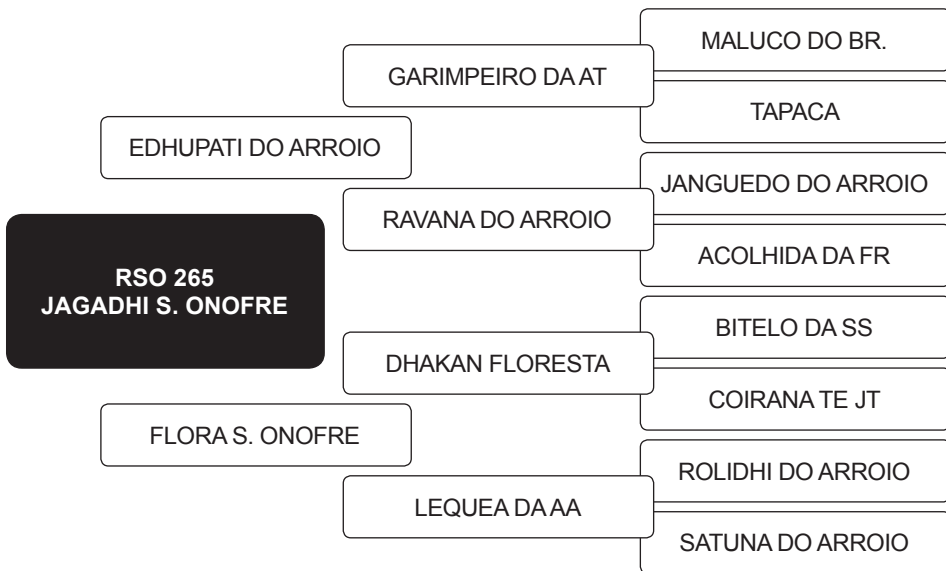 MALUCO DO BR.
GARIMPEIRO DA AT
TAPACA
EDHUPATI DO ARROIO
JANGUEDO DO ARROIO
RAVANA DO ARROIO
ACOLHIDA DA FR
RSO 265
JAGADHI S. ONOFRE
BITELO DA SS
DHAKAN FLORESTA
COIRANA TE JT
FLORA S. ONOFRE
ROLIDHI DO ARROIO
LEQUEA DA AA
SATUNA DO ARROIO